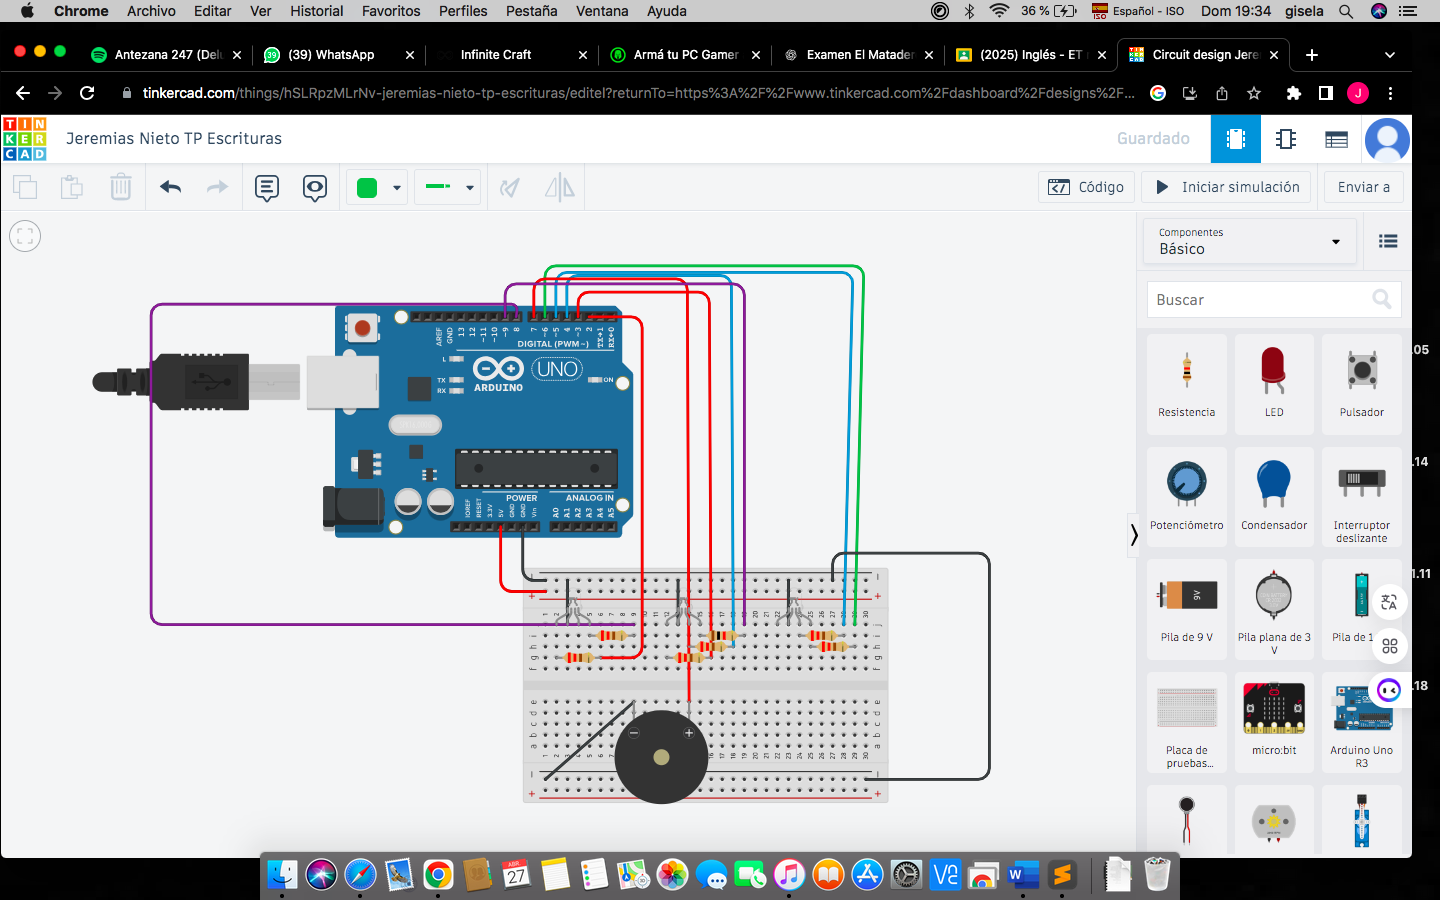 Chrome Archivo Editar Ver Historial Favoritos Perfiles Pestaña Ventana Ayuda
36 % ISO Español - ISO Dom 19:34 gisela
Antezana 247 (Delu (39) WhatsApp Infinite Craft Armá tu PC Gamer Examen El Matader (2025) Inglés - ET Circuit design Jere
tinkercad.com/things/hSLRpzMLrNv-jeremias-nieto-tp-escrituras/editel?returnTo=https%3A%2F%2Fwww.tinkercad.com%2Fdashboard%2Fdesigns%2F...
J
TIN
KER
CAD
Jeremias Nieto TP Escrituras
Guardado
Código
Iniciar simulación
Enviar a
Componentes
Básico
Buscar
AREF GND 13 12 ~11 ~10 ~9 8 7 ~6 ~5 4 ~3 2 TX→1 RX←0
DIGITAL (PWM ~)
L
TX
RX
ARDUINO
UNO
ON
POWER ANALOG IN
IOREF RESET 3.3V 5V GND GND Vin A0 A1 A2 A3 A4 A5
Resistencia LED Pulsador
Potenciómetro Condensador Interruptor
deslizante
9V
Pila de 9 V Pila plana de 3
V
Pila de 1
Placa de
pruebas...
micro:bit
Arduino Uno
R3
.05
.14
1.11
.18
ABR
27
W